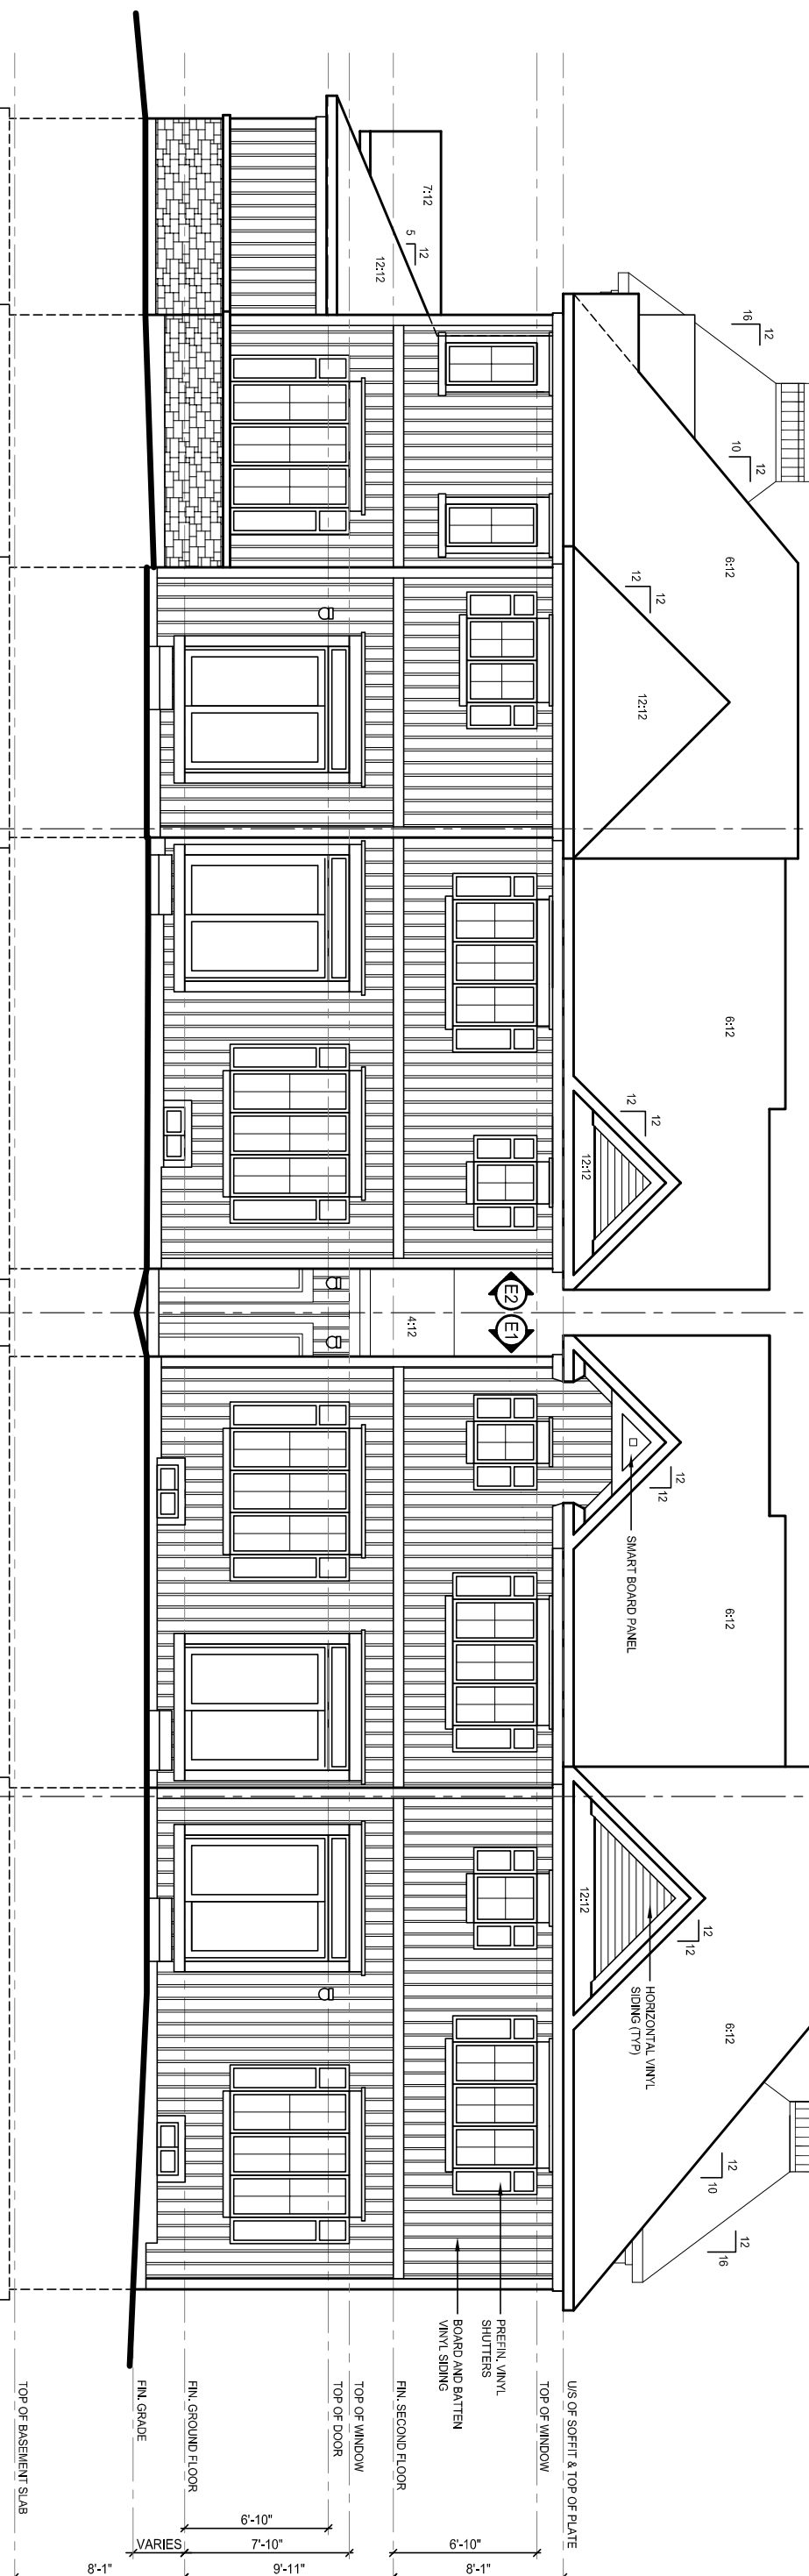 7:12
12
5
12:12
12
16
12
10
6:12
12
12
12:12
6:12
12
12
12:12
E2
E1
4:12
12
12
SMART BOARD PANEL
6:12
12
12
12:12
HORIZONTAL VINYL
SIDING (TYP)
6:12
12
10
12
16
PREFIN. VINYL
SHUTTERS
BOARD AND BATTEN
VINYL SIDING
U/S OF SOFFIT & TOP OF PLATE
TOP OF WINDOW
FIN. SECOND FLOOR
TOP OF WINDOW
TOP OF DOOR
FIN. GROUND FLOOR
FIN. GRADE
TOP OF BASEMENT SLAB
6'-10"
VARIES
7'-10"
6'-10"
8'-1"
9'-11"
8'-1"